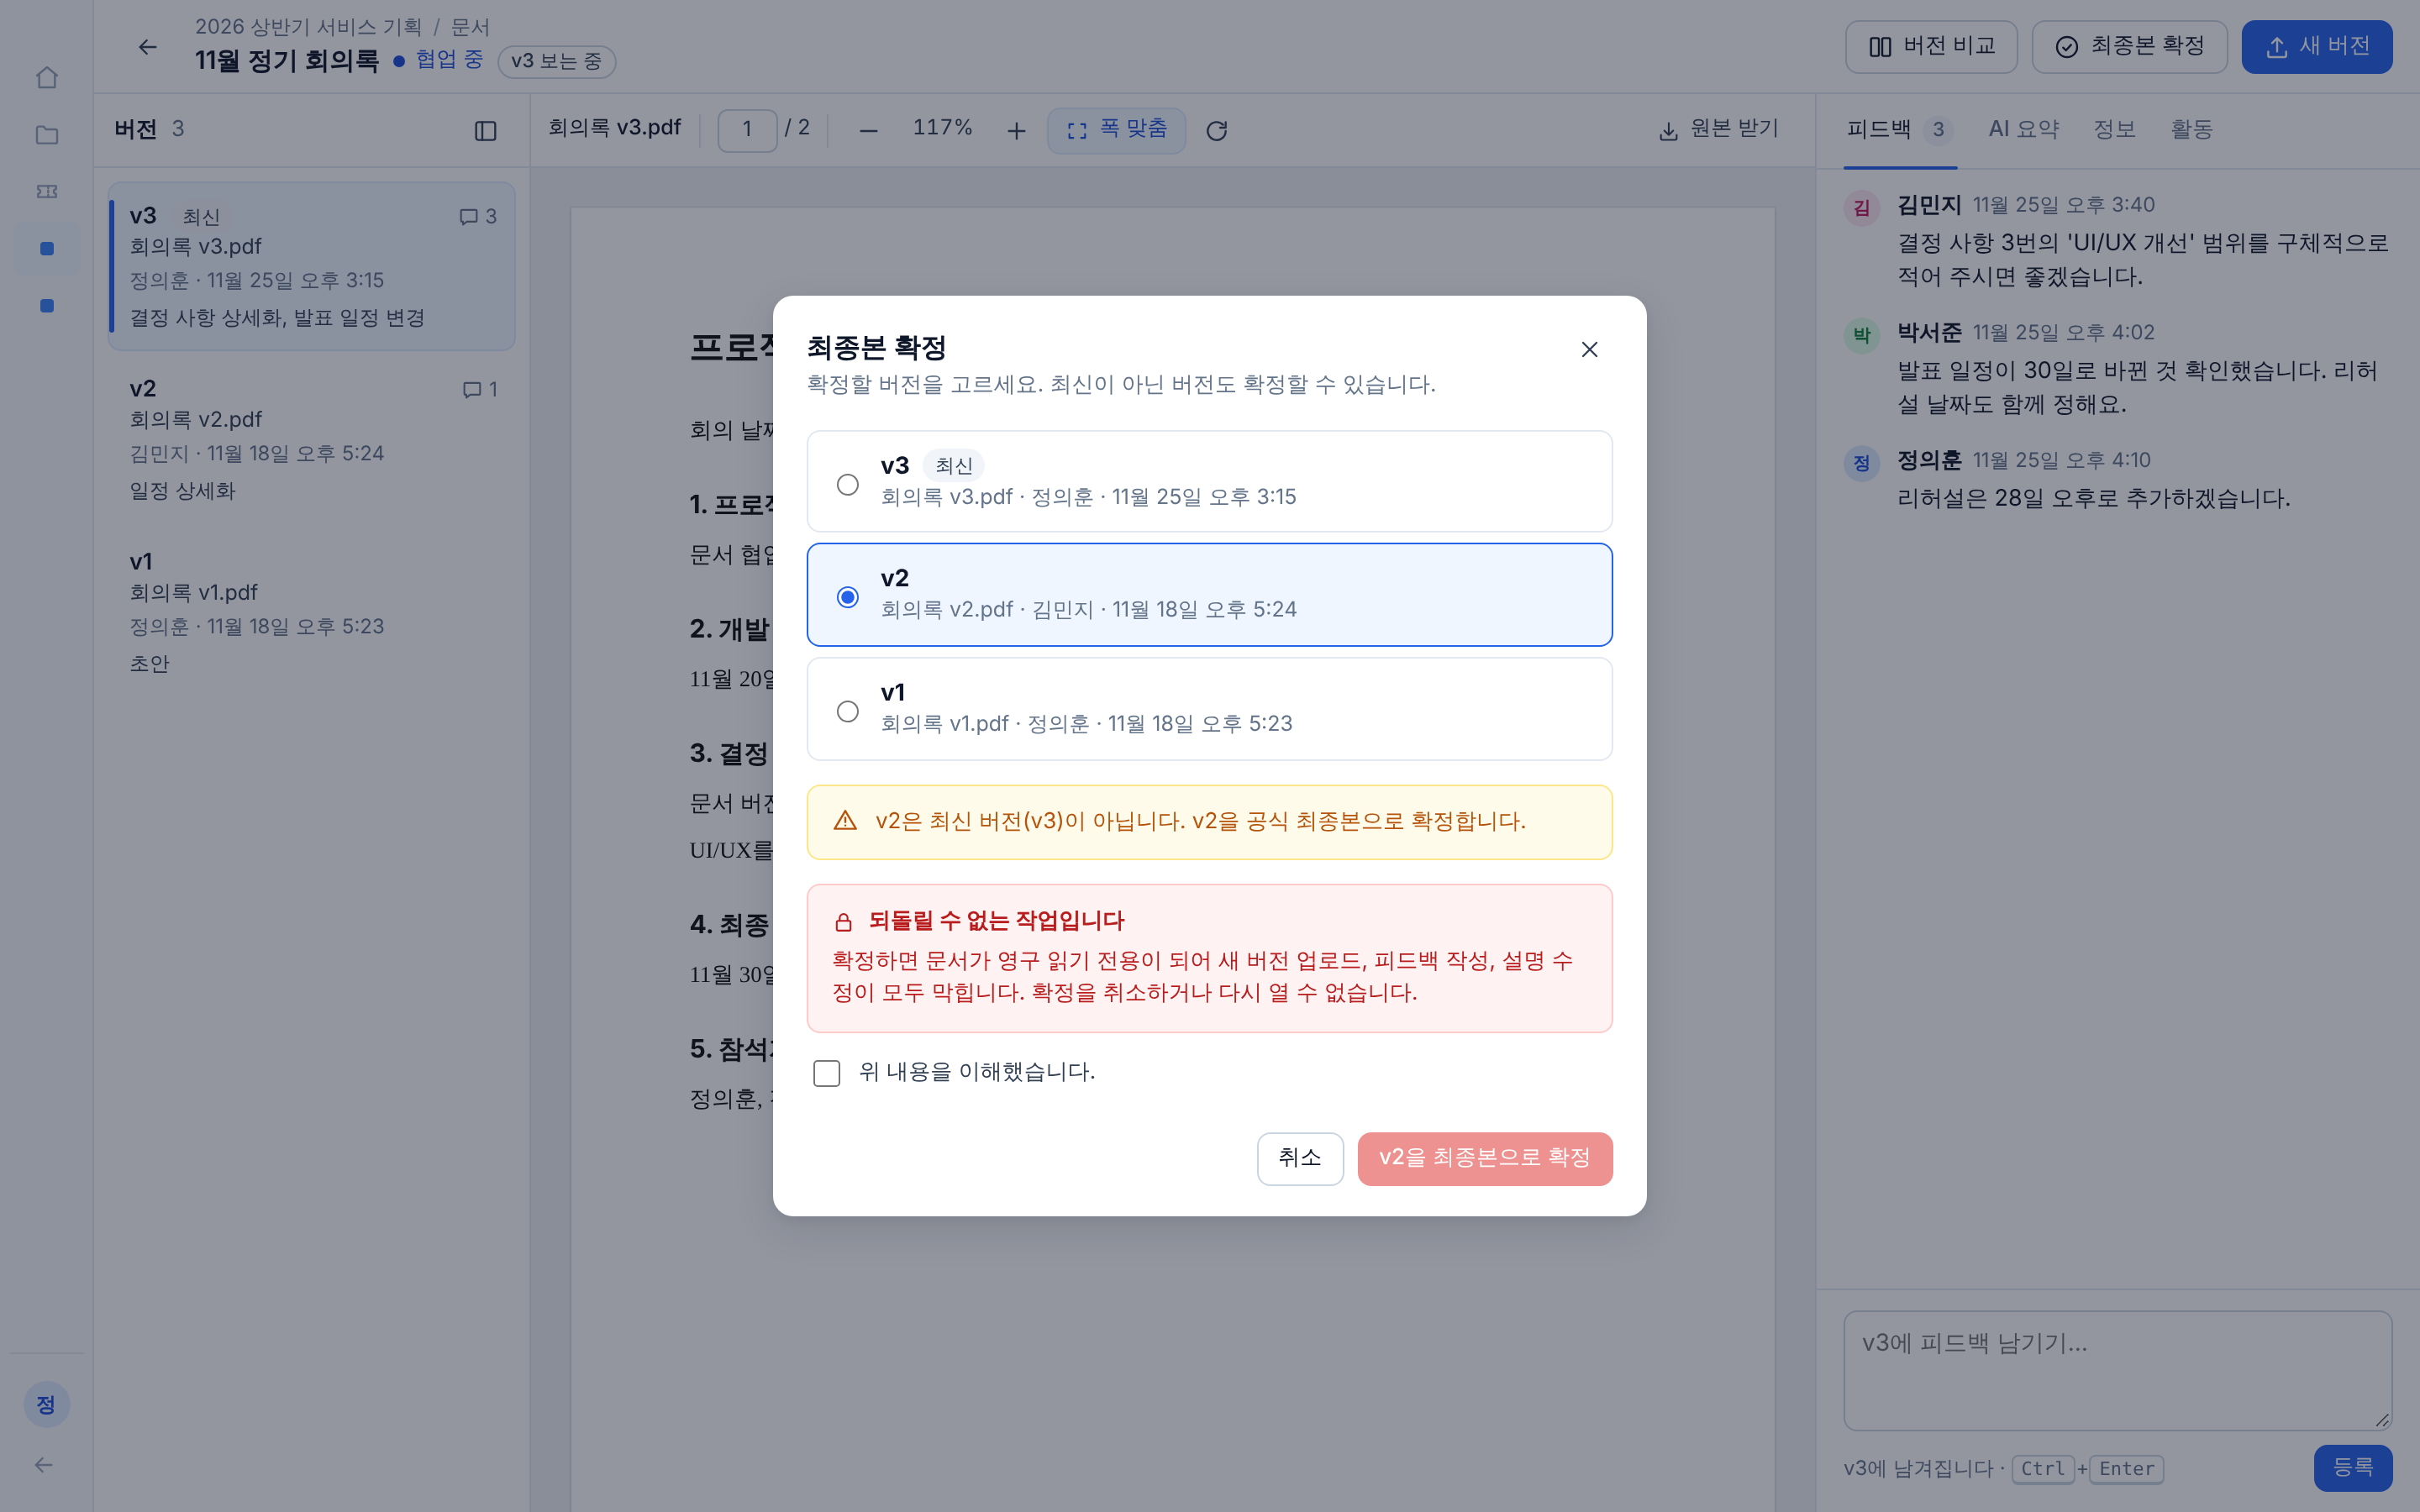 2026 상반기 서비스 기획 / 문서
11월 정기 회의록 협업 중 v3 보는 중
버전 비교
최종본 확정
새 버전
버전 3
회의록 v3.pdf 1 / 2 117% 폭 맞춤 원본 받기
피드백 3 AI 요약 정보 활동
v3 최신 3
회의록 v3.pdf
정의훈 · 11월 25일 오후 3:15
결정 사항 상세화, 발표 일정 변경
v2 1
회의록 v2.pdf
김민지 · 11월 18일 오후 5:24
일정 상세화
v1
회의록 v1.pdf
정의훈 · 11월 18일 오후 5:23
초안
정
회의 날
1. 프로
문서 협
2. 개발
11월 20
3. 결정
문서 버
UI/UX를
4. 최종
11월 30
5. 참석
정의훈,
최종본 확정
확정할 버전을 고르세요. 최신이 아닌 버전도 확정할 수 있습니다.
v3 최신
회의록 v3.pdf · 정의훈 · 11월 25일 오후 3:15
v2
회의록 v2.pdf · 김민지 · 11월 18일 오후 5:24
v1
회의록 v1.pdf · 정의훈 · 11월 18일 오후 5:23
v2은 최신 버전(v3)이 아닙니다. v2을 공식 최종본으로 확정합니다.
되돌릴 수 없는 작업입니다
확정하면 문서가 영구 읽기 전용이 되어 새 버전 업로드, 피드백 작성, 설명 수
정이 모두 막힙니다. 확정을 취소하거나 다시 열 수 없습니다.
위 내용을 이해했습니다.
취소
v2을 최종본으로 확정
김 김민지 11월 25일 오후 3:40
결정 사항 3번의 'UI/UX 개선' 범위를 구체적으로
적어 주시면 좋겠습니다.
박 박서준 11월 25일 오후 4:02
발표 일정이 30일로 바뀐 것 확인했습니다. 리허
설 날짜도 함께 정해요.
정 정의훈 11월 25일 오후 4:10
리허설은 28일 오후로 추가하겠습니다.
v3에 피드백 남기기...
v3에 남겨집니다 · Ctrl+Enter
등록